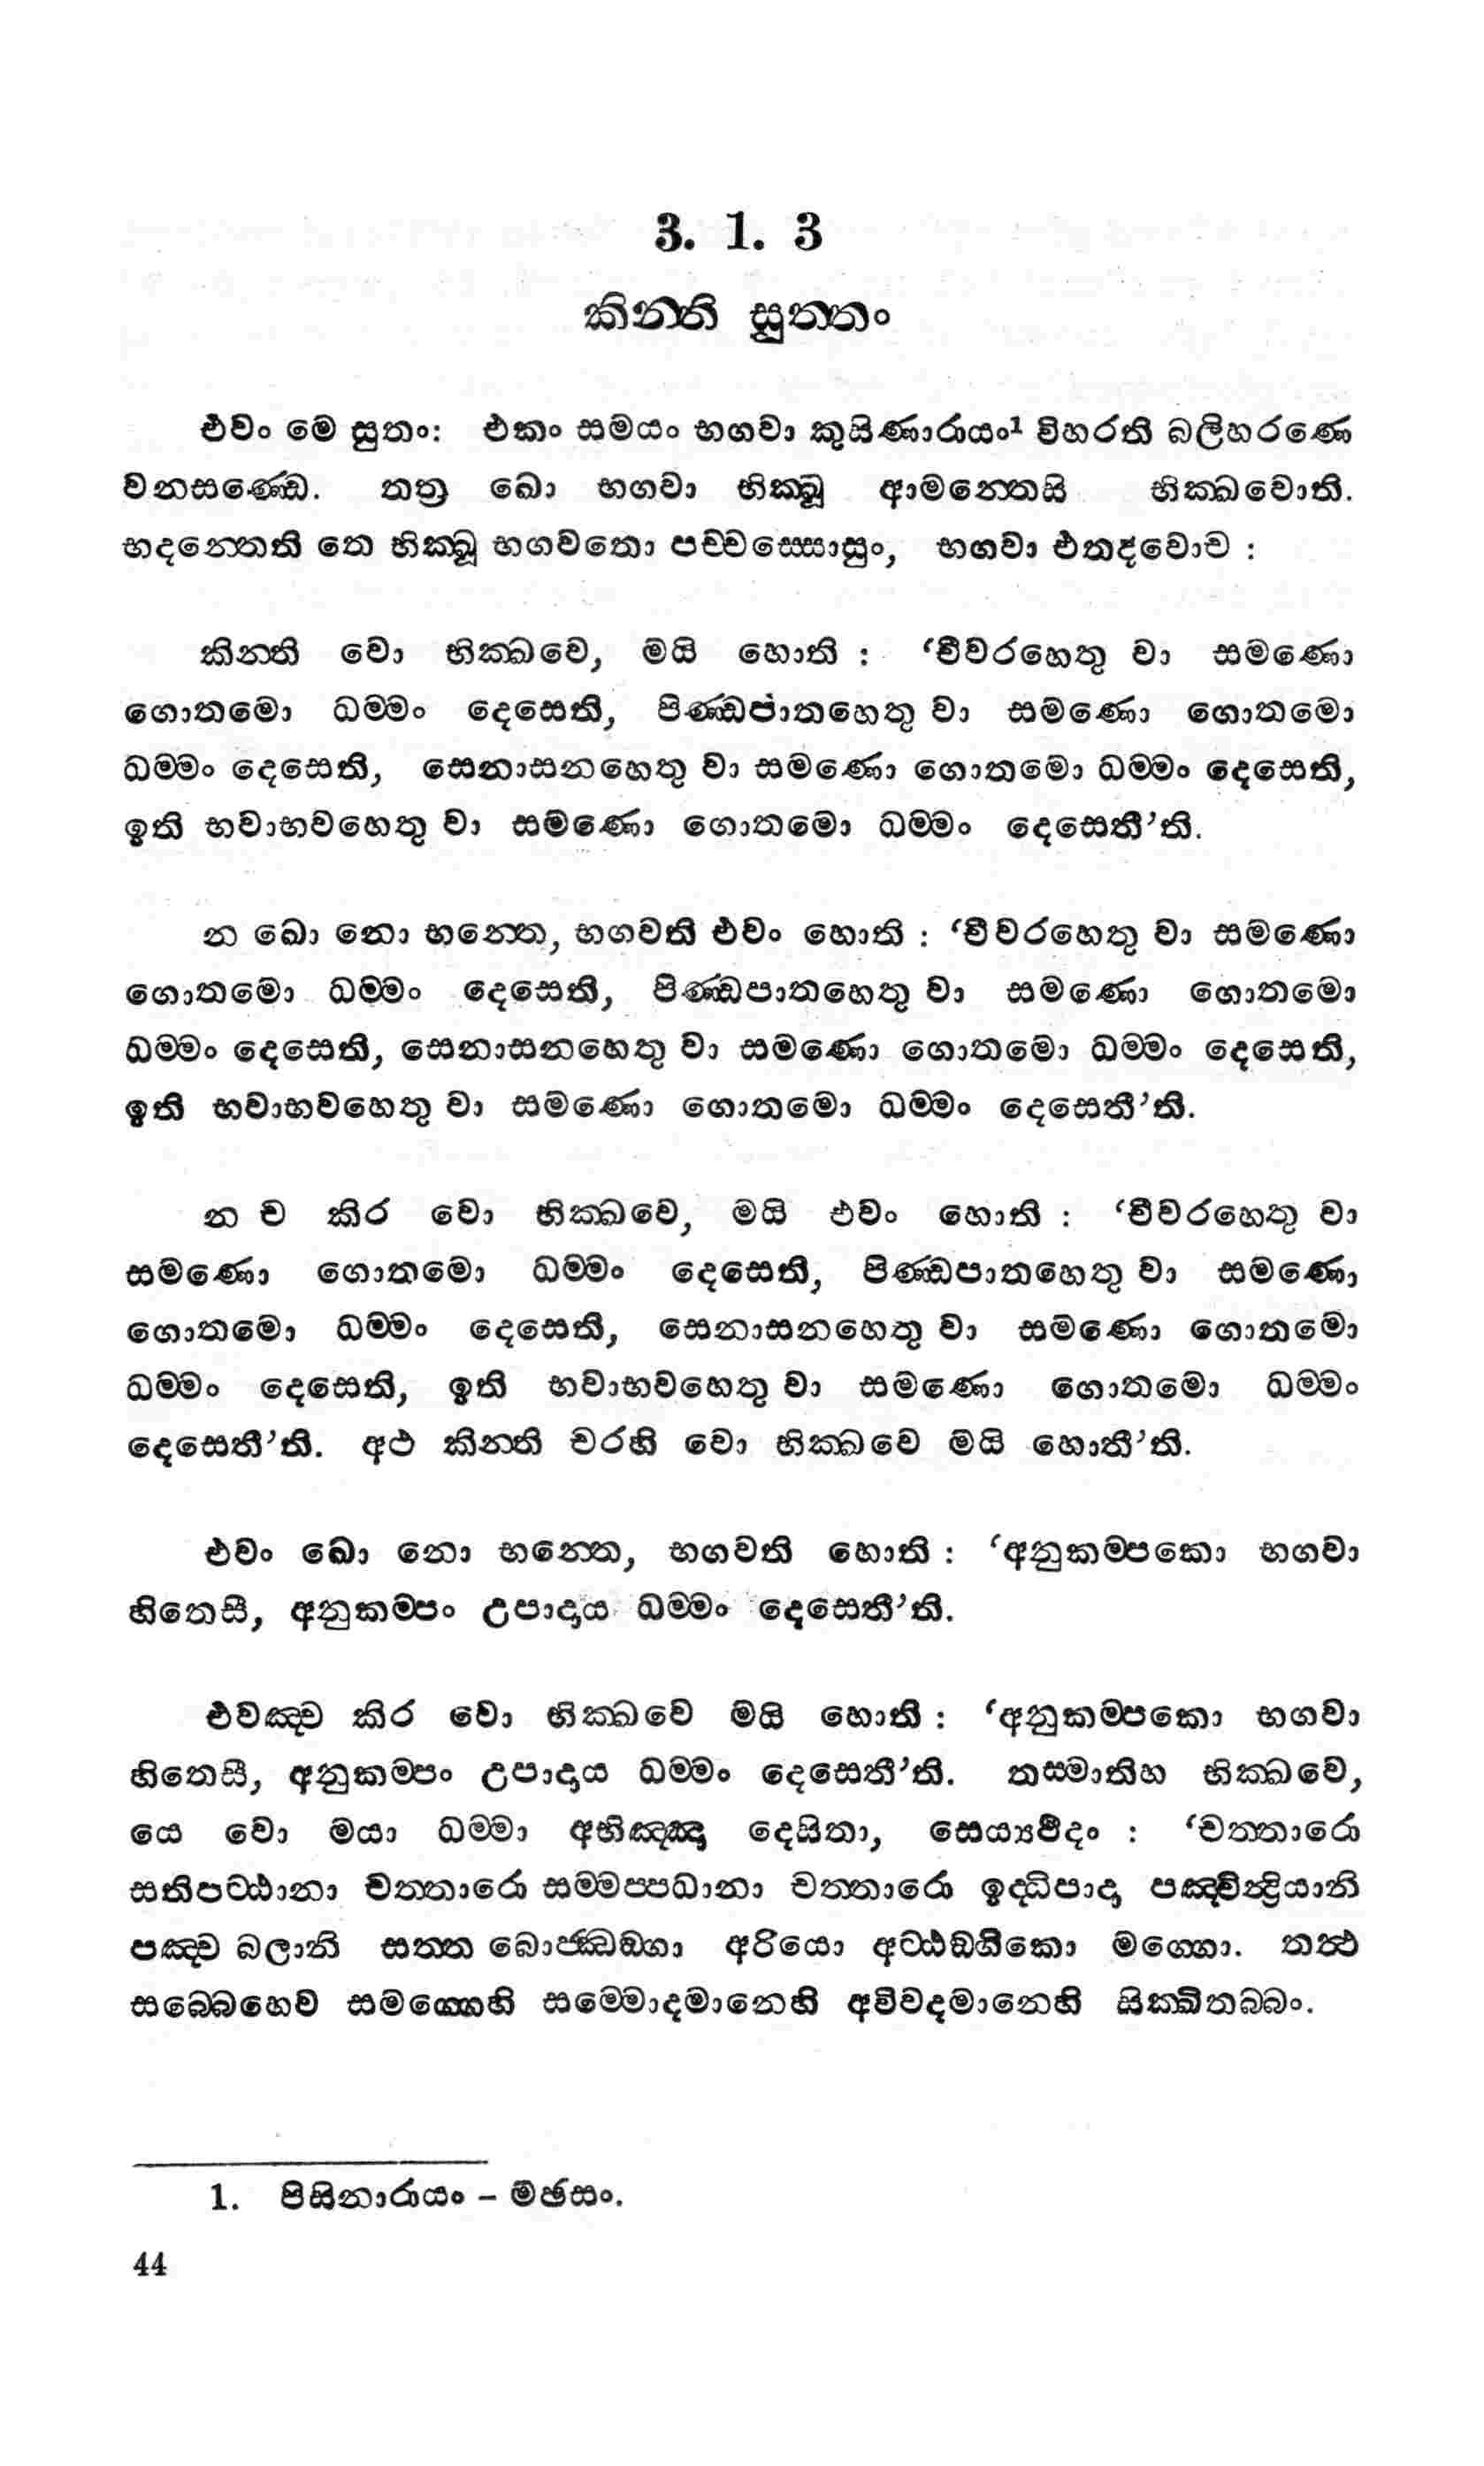 3. 1. 3
කින්ති සුත්තං
එවං මෙ සුතං: එකං සමයං භගවා කුසිණාරායං¹ විහරති බලිහරණෙ
වනසණ්ඩෙ. තත්‍ර ඛො භගවා භික්ඛූ ආමන්තෙසි භික්ඛවොති.
භදන්තෙති තෙ භික්ඛූ භගවතො පච්චස්සොසුං, භගවා එතදවොච :
කින්ති වො භික්ඛවෙ, මයි හොති : ‘චීවරහෙතු වා සමණො
ගොතමො ධම්මං දෙසෙති, පිණ්ඩපාතහෙතු වා සමණො ගොතමො
ධම්මං දෙසෙති, සෙනාසනහෙතු වා සමණො ගොතමො ධම්මං දෙසෙති,
ඉති භවාභවහෙතු වා සමණො ගොතමො ධම්මං දෙසෙතී’ති.
න ඛො නො භන්තෙ, භගවති එවං හොති : ‘චීවරහෙතු වා සමණො
ගොතමො ධම්මං දෙසෙති, පිණ්ඩපාතහෙතු වා සමණො ගොතමො
ධම්මං දෙසෙති, සෙනාසනහෙතු වා සමණො ගොතමො ධම්මං දෙසෙති,
ඉති භවාභවහෙතු වා සමණො ගොතමො ධම්මං දෙසෙතී’ති.
න ච කිර වො භික්ඛවෙ, මයි එවං හොති : ‘චීවරහෙතු වා
සමණො ගොතමො ධම්මං දෙසෙති, පිණ්ඩපාතහෙතු වා සමණො
ගොතමො ධම්මං දෙසෙති, සෙනාසනහෙතු වා සමණො ගොතමො
ධම්මං දෙසෙති, ඉති භවාභවහෙතු වා සමණො ගොතමො ධම්මං
දෙසෙතී’ති. අථ කින්ති චරහි වො භික්ඛවෙ මයි හොතී’ති.
එවං ඛො නො භන්තෙ, භගවති හොති : ‘අනුකම්පකො භගවා
හිතෙසී, අනුකම්පං උපාදාය ධම්මං දෙසෙතී’ති.
එවඤ්ච කිර වො භික්ඛවෙ මයි හොති : ‘අනුකම්පකො භගවා
හිතෙසී, අනුකම්පං උපාදාය ධම්මං දෙසෙතී’ති. තස්මාතිහ භික්ඛවෙ,
යෙ වො මයා ධම්මා අභිඤ්ඤා දෙසිතා, සෙය්‍යථීදං : ‘චත්තාරො
සතිපට්ඨානා චත්තාරො සම්මප්පධානා චත්තාරො ඉද්ධිපාදා පඤ්චින්ද්‍රියානි
පඤ්ච බලානි සත්ත බොජ්ඣඞ්ගා අරියො අට්ඨඞ්ගිකො මග්ගො. තත්‍ථ
සබ්බෙහෙව සමග්ගෙහි සම්මොදමානෙහි අවිවදමානෙහි සික්ඛිතබ්බං.
1. පිසිනාරායං – මඡසං.
44